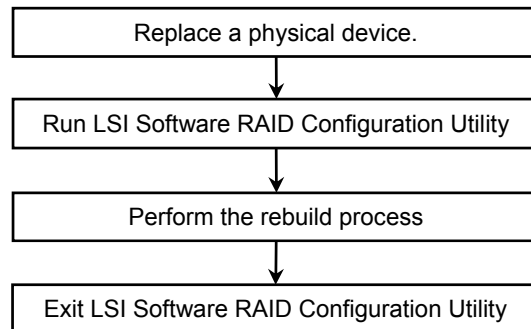 Replace a physical device.
Run LSI Software RAID Configuration Utility
Perform the rebuild process
Exit LSI Software RAID Configuration Utility